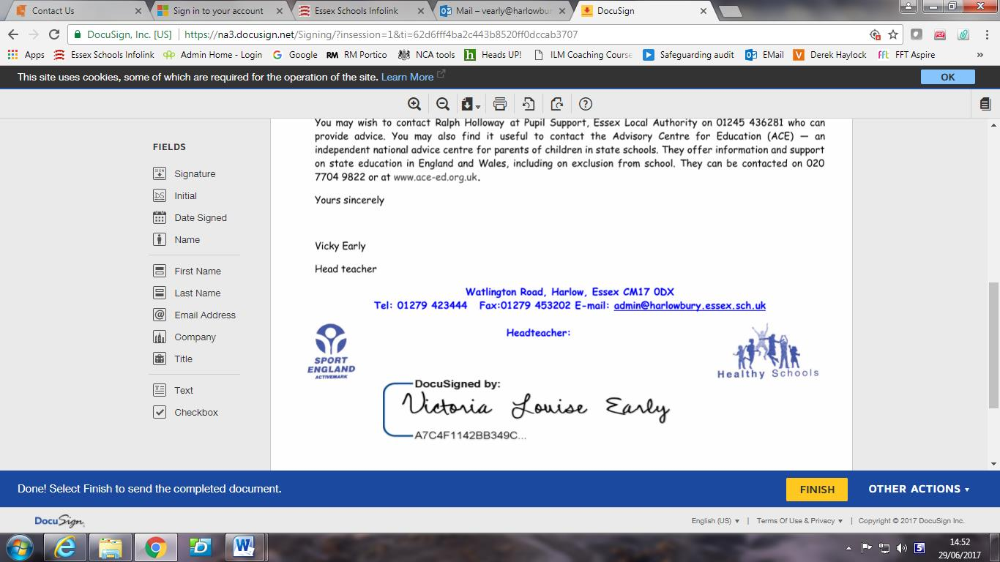 Contact Us
Sign in to your account
Essex Schools Infolink
Mail – vearly@harlowbur
DocuSign
DocuSign, Inc. [US] | https://na3.docusign.net/Signing/?insession=1&ti=62d6fff4ba2c443b8520ff0dccab3707
Apps Essex Schools Infolink Admin Home - Login Google RM RM Portico NCA tools h Heads UP! ILM Coaching Course Safeguarding audit EMail V Derek Haylock fft FFT Aspire »
This site uses cookies, some of which are required for the operation of the site. Learn More OK
FIELDS
Signature
Initial
Date Signed
Name
First Name
Last Name
Email Address
Company
Title
Text
Checkbox
You may wish to contact Ralph Holloway at Pupil Support, Essex Local Authority on 01245 436281 who can
provide advice. You may also find it useful to contact the Advisory Centre for Education (ACE) — an
independent national advice centre for parents of children in state schools. They offer information and support
on state education in England and Wales, including on exclusion from school. They can be contacted on 020
7704 9822 or at www.ace-ed.org.uk.
Yours sincerely
Vicky Early
Head teacher
Watlington Road, Harlow, Essex CM17 0DX
Tel: 01279 423444 Fax:01279 453202 E-mail: admin@harlowbury.essex.sch.uk
Headteacher:
SPORT
ENGLAND
ACTIVEMARK
Healthy Schools
DocuSigned by:
Victoria Louise Early
A7C4F1142BB349C...
Done! Select Finish to send the completed document. FINISH OTHER ACTIONS
DocuSign English (US) | Terms Of Use & Privacy | Copyright © 2017 DocuSign Inc.
14:52
29/06/2017